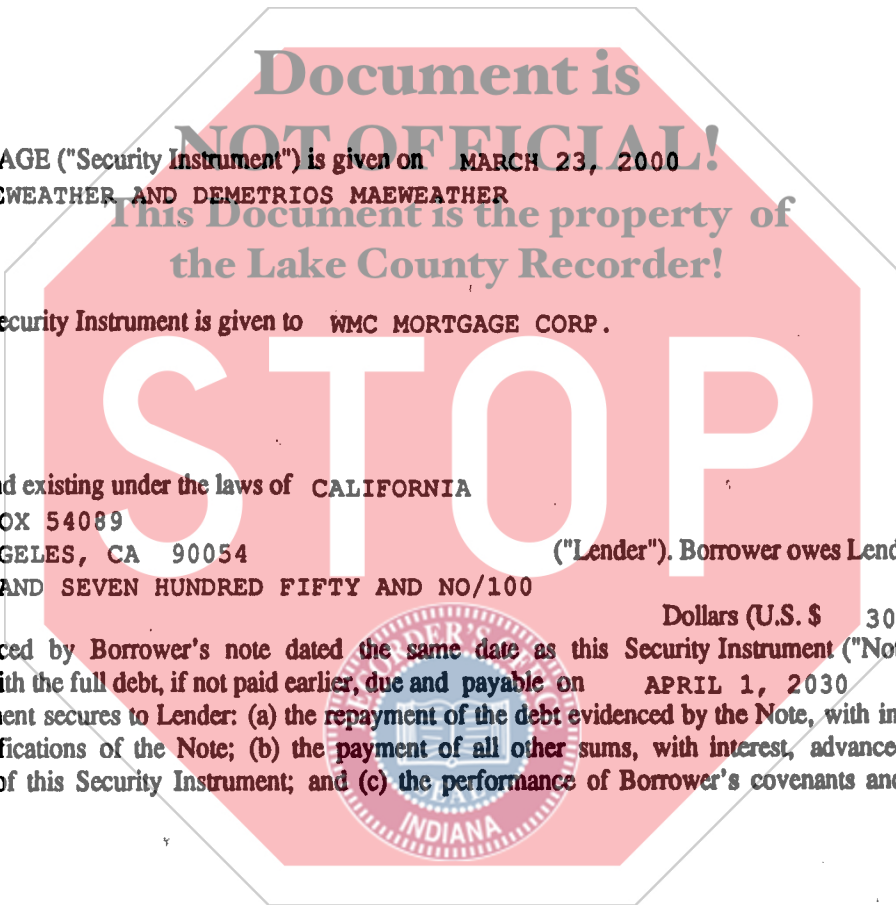 Document is
NOT OFFICIAL!
AGE ("Security Instrument") is given on MARCH 23, 2000
WEATHER AND DEMETRIOS MAEWEATHER
This Document is the property of
the Lake County Recorder!
ecurity Instrument is given to WMC MORTGAGE CORP.
STOP
d existing under the laws of CALIFORNIA
OX 54089
GELES, CA 90054 ("Lender"). Borrower owes Lend
AND SEVEN HUNDRED FIFTY AND NO/100
Dollars (U.S. $ 30
ced by Borrower's note dated the same date as this Security Instrument ("No
ith the full debt, if not paid earlier, due and payable on APRIL 1, 2030
ent secures to Lender: (a) the repayment of the debt evidenced by the Note, with in
fications of the Note; (b) the payment of all other sums, with interest, advance
of this Security Instrument; and (c) the performance of Borrower's covenants and
RECORDER'S OFFICE
SEAL
INDIANA